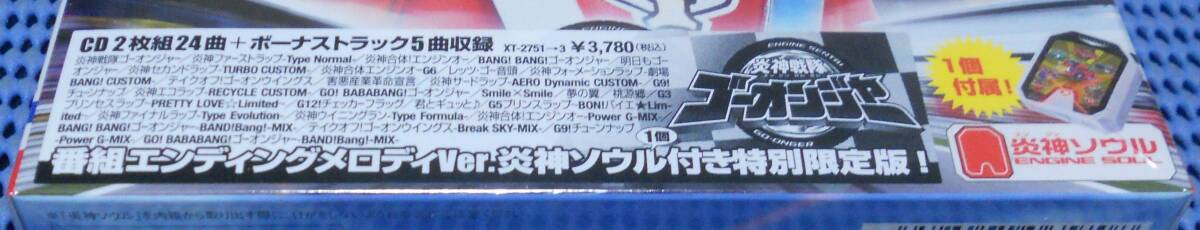 CD2枚組24曲+ボーナストラック5曲収録 XT-2751→3 ¥3,780(税込)
炎神戦隊ゴーオンジャー/炎神ファーストラップ-Type Normal-/炎神合体!エンジンオー/BANG! BANG! ゴーオンジャー/明日もゴー
オンジャー/炎神セカンドラップ-TURBO CUSTOM-/炎神合体!エンジンオーG6/レッツ・ゴー音頭/炎神フォーメーションラップ-劇場
BANG! CUSTOM-/テイクオフ!ゴーオンウイングス/害悪産業革命宣言/炎神サードラップ-AERO Dynamic CUSTOM-/G9!
チューンナップ/炎神エコラップ-RECYCLE CUSTOM-/GO! BABABANG! ゴーオンジャー/Smile×Smile/夢の翼/桃源郷/G3
プリンセスラップ-PRETTY LOVE☆Limited-/G12!チェッカーフラッグ/君とギュッと♪/G5プリンスラップ-BON!バイエ★Lim-
ited-/炎神ファイナルラップ-Type Evolution-/炎神ウイニングラン-Type Formula-/炎神合体!エンジンオー-Power G-MIX-/
BANG! BANG! ゴーオンジャー-BAND!Bang!-MIX-/テイクオフ!ゴーオンウイングス-Break SKY-MIX-/G9!チューンナップ
-Power G-MIX-/GO! BABABANG! ゴーオンジャー-BAND!Bang!-MIX-
1個
番組エンディングメロディVer.炎神ソウル付き特別限定版!
ENGINE SENTAI
炎神戦隊
ゴーオンジャー
GO-ONGER
1個
付属!
エンジン
炎神ソウル
ENGINE SOUL